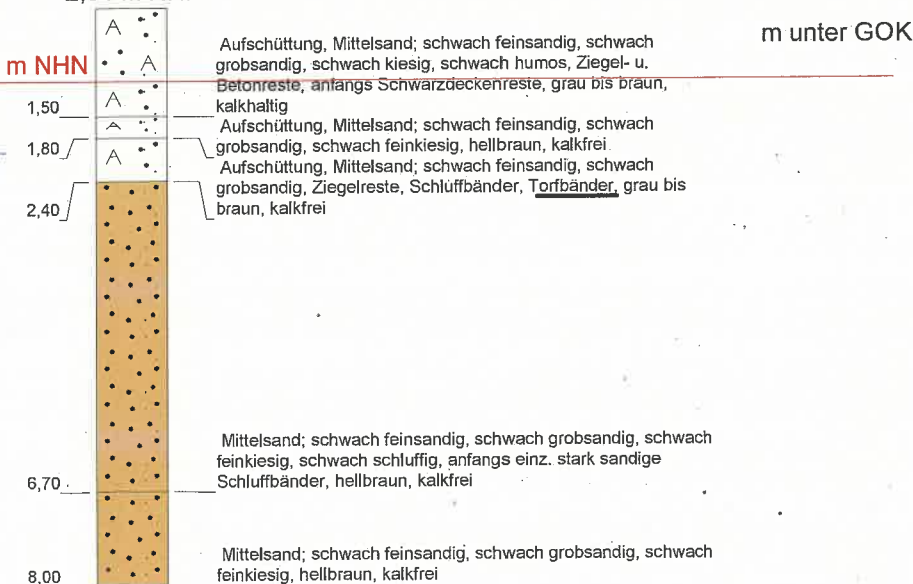 m unter GOK
A
Aufschüttung, Mittelsand; schwach feinsandig, schwach
m NHN
A
grobsandig, schwach kiesig, schwach humos, Ziegel- u.
Betonreste, anfangs Schwarzdeckenreste, grau bis braun,
1,50
A
kalkhaltig
A
Aufschüttung, Mittelsand; schwach feinsandig, schwach
1,80
grobsandig, schwach feinkiesig, hellbraun, kalkfrei
A
Aufschüttung, Mittelsand; schwach feinsandig, schwach
grobsandig, Ziegelreste, Schluffbänder, Torfbänder, grau bis
2,40
braun, kalkfrei
Mittelsand; schwach feinsandig, schwach grobsandig, schwach
feinkiesig, schwach schluffig, anfangs einz. stark sandige
6,70
Schluffbänder, hellbraun, kalkfrei
Mittelsand; schwach feinsandig, schwach grobsandig, schwach
8,00
feinkiesig, hellbraun, kalkfrei